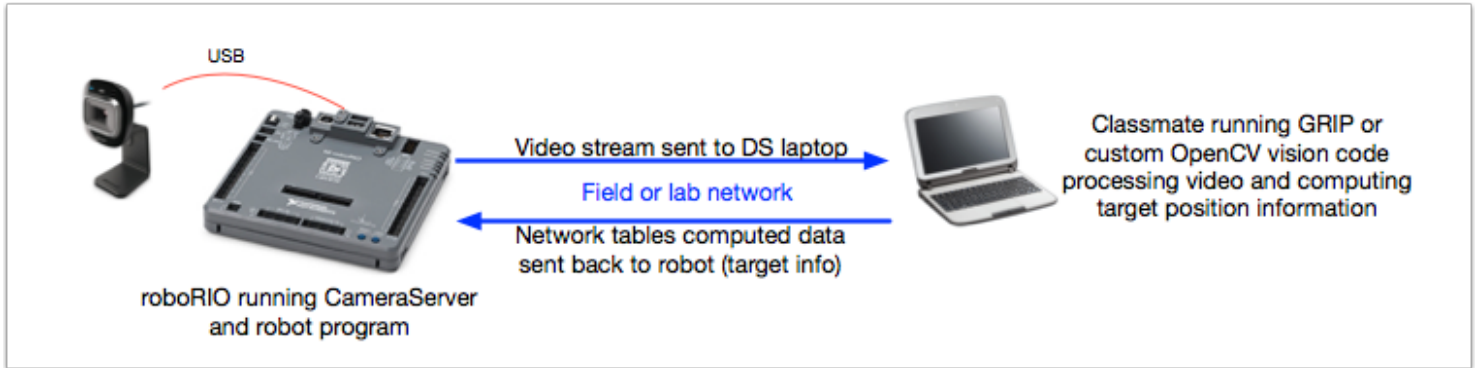 USB
Video stream sent to DS laptop
Field or lab network
Network tables computed data
sent back to robot (target info)
roboRIO running CameraServer
and robot program
Classmate running GRIP or
custom OpenCV vision code
processing video and computing
target position information